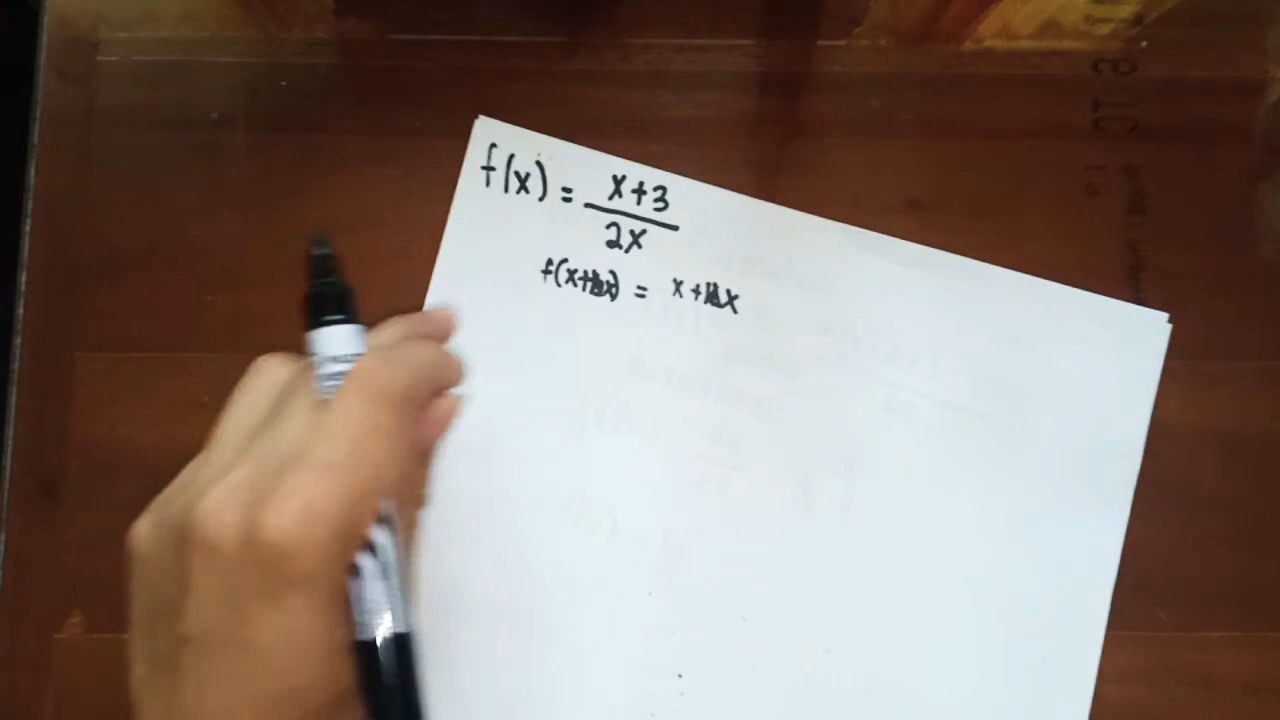 f(x) = x+3
2x
f(x+Δx) = x+Δx